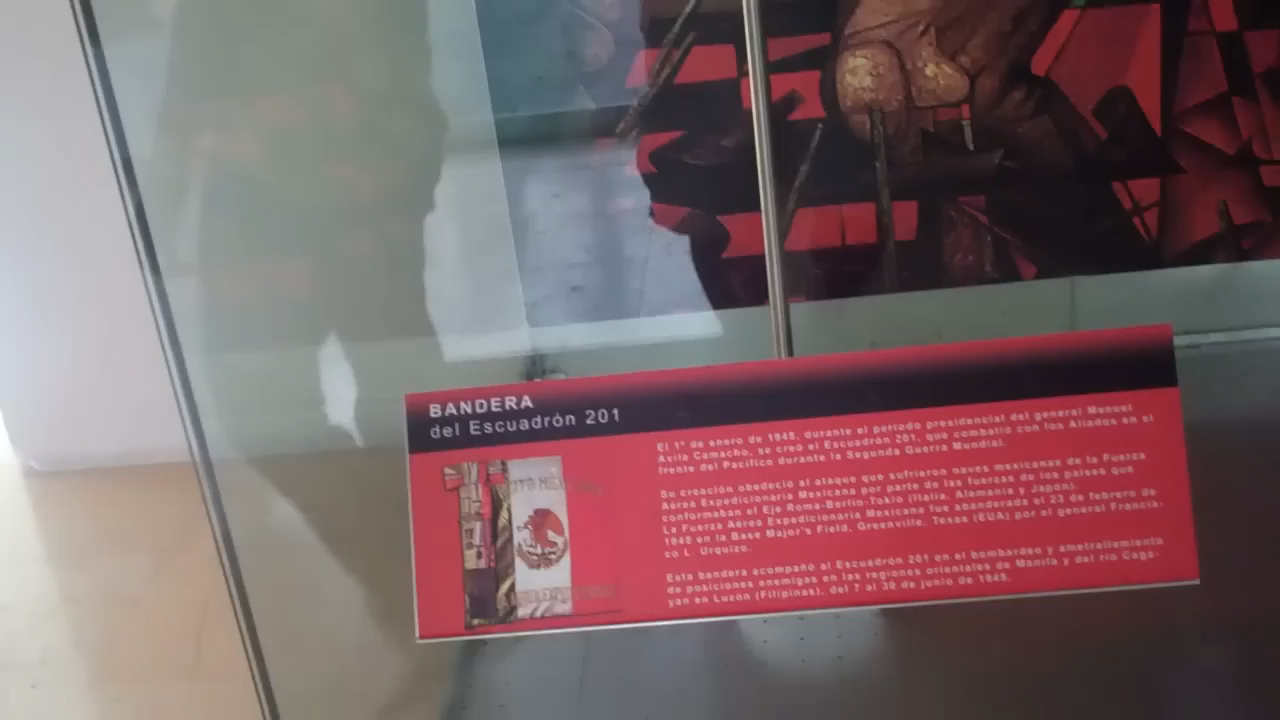 BANDERA
del Escuadrón 201
El 1° de enero de 1945, durante el periodo presidencial del general Manuel
Avila Camacho, se creó el Escuadrón 201, que combatió con los Aliados en el
frente del Pacífico durante la Segunda Guerra Mundial.
Su creación obedeció al ataque que sufrieron naves mexicanas de la Fuerza
Aérea Expedicionaria Mexicana por parte de las fuerzas de los países que
conformaban el Eje Roma-Berlín-Tokio (Italia, Alemania y Japón).
La Fuerza Aérea Expedicionaria Mexicana fue abanderada el 23 de febrero de
1945 en la Base Major's Field, Greenville, Texas (EUA) por el general Francis-
co L. Urquizo.
Esta bandera acompañó al Escuadrón 201 en el bombardeo y ametrallamiento
de posiciones enemigas en las regiones orientales de Manila y del río Caga-
yan en Luzón (Filipinas), del 7 al 30 de junio de 1945.